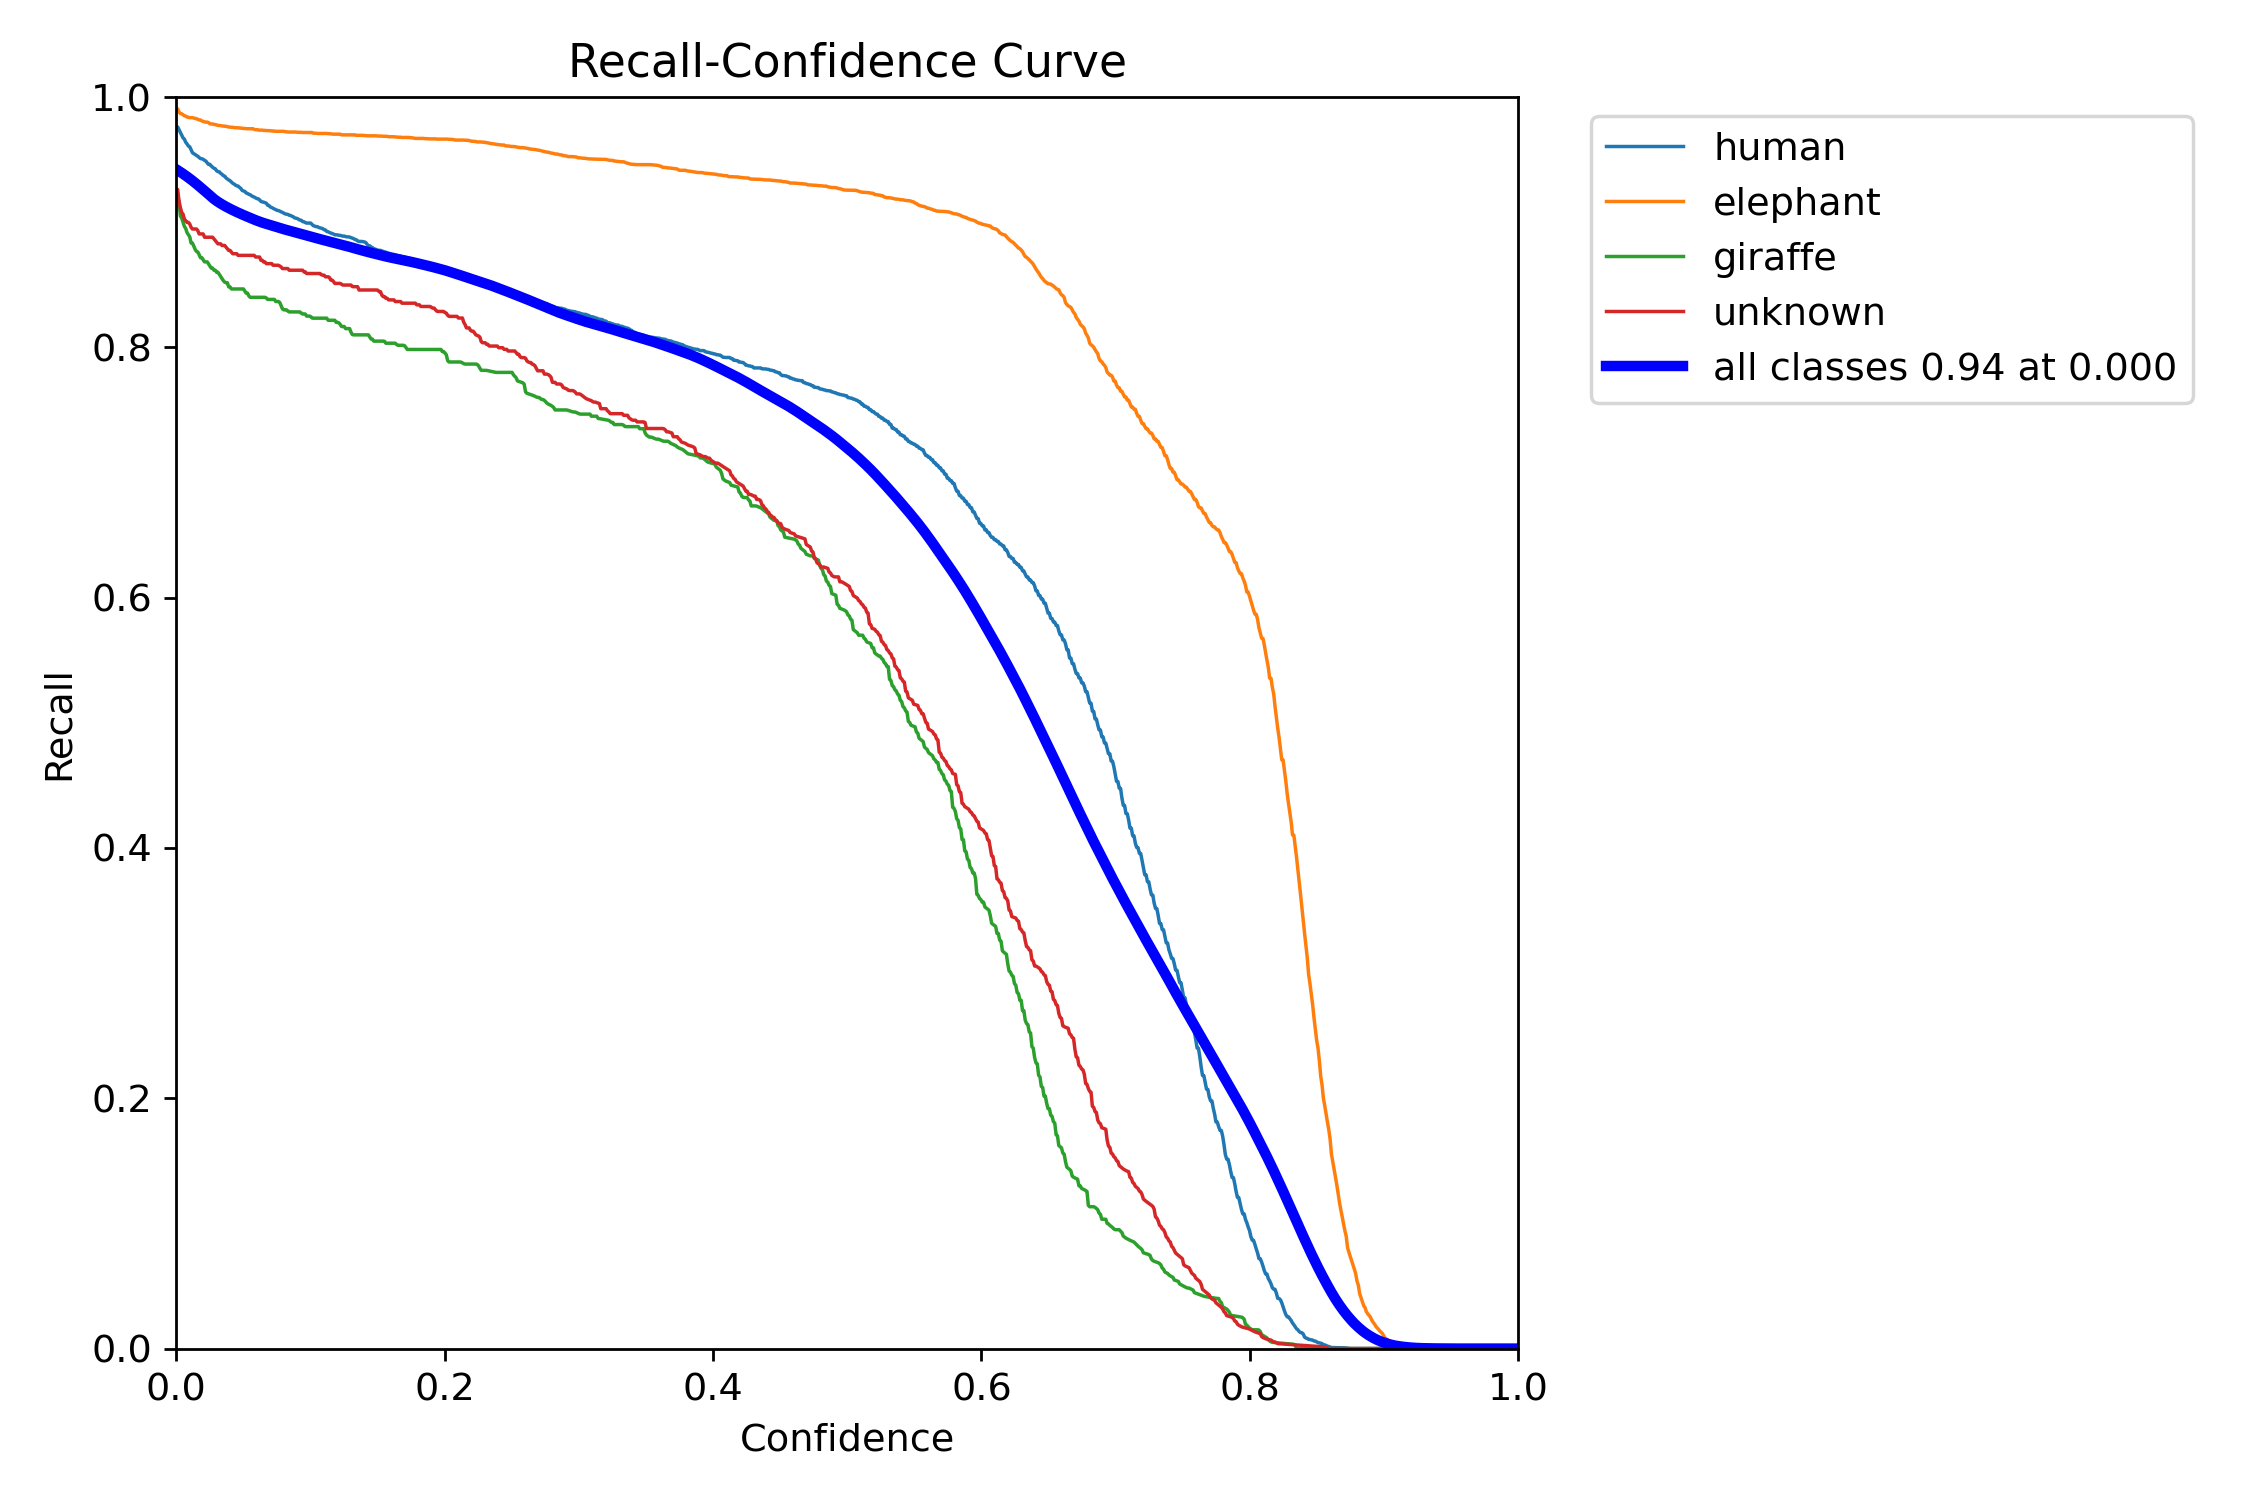 Recall-Confidence Curve
1.0
0.8
0.6
0.4
0.2
0.0
Recall
0.0 0.2 0.4 0.6 0.8 1.0
Confidence
human
elephant
giraffe
unknown
all classes 0.94 at 0.000